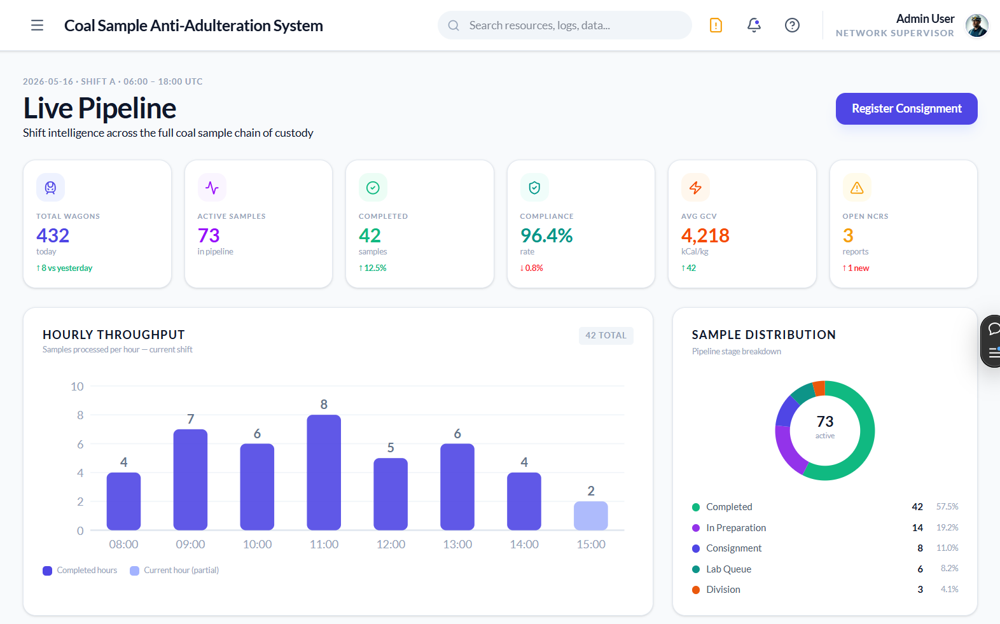 Coal Sample Anti-Adulteration System
Search resources, logs, data...
Admin User
NETWORK SUPERVISOR
2026-05-16 • SHIFT A • 06:00 – 18:00 UTC
Live Pipeline
Shift intelligence across the full coal sample chain of custody
Register Consignment
TOTAL WAGONS
432
today
↑ 8 vs yesterday
ACTIVE SAMPLES
73
in pipeline
COMPLETED
42
samples
↑ 12.5%
COMPLIANCE
96.4%
rate
↓ 0.8%
AVG GCV
4,218
kCal/kg
↑ 42
OPEN NCRS
3
reports
↑ 1 new
HOURLY THROUGHPUT
Samples processed per hour — current shift
42 TOTAL
10
8
6
4
2
0
4
7
6
8
5
6
4
2
08:00 09:00 10:00 11:00 12:00 13:00 14:00 15:00
Completed hours
Current hour (partial)
SAMPLE DISTRIBUTION
Pipeline stage breakdown
73
active
Completed 42 57.5%
In Preparation 14 19.2%
Consignment 8 11.0%
Lab Queue 6 8.2%
Division 3 4.1%